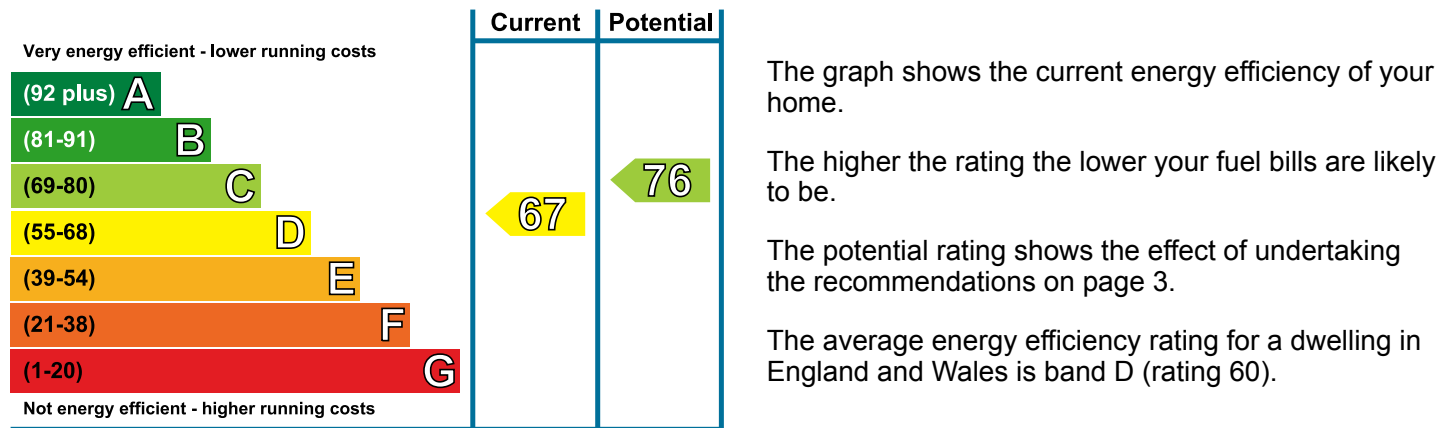 Current Potential
Very energy efficient - lower running costs
(92 plus) A
(81-91) B
(69-80) C
(55-68) D
(39-54) E
(21-38) F
(1-20) G
Not energy efficient - higher running costs
67
76
The graph shows the current energy efficiency of your
home.
The higher the rating the lower your fuel bills are likely
to be.
The potential rating shows the effect of undertaking
the recommendations on page 3.
The average energy efficiency rating for a dwelling in
England and Wales is band D (rating 60).